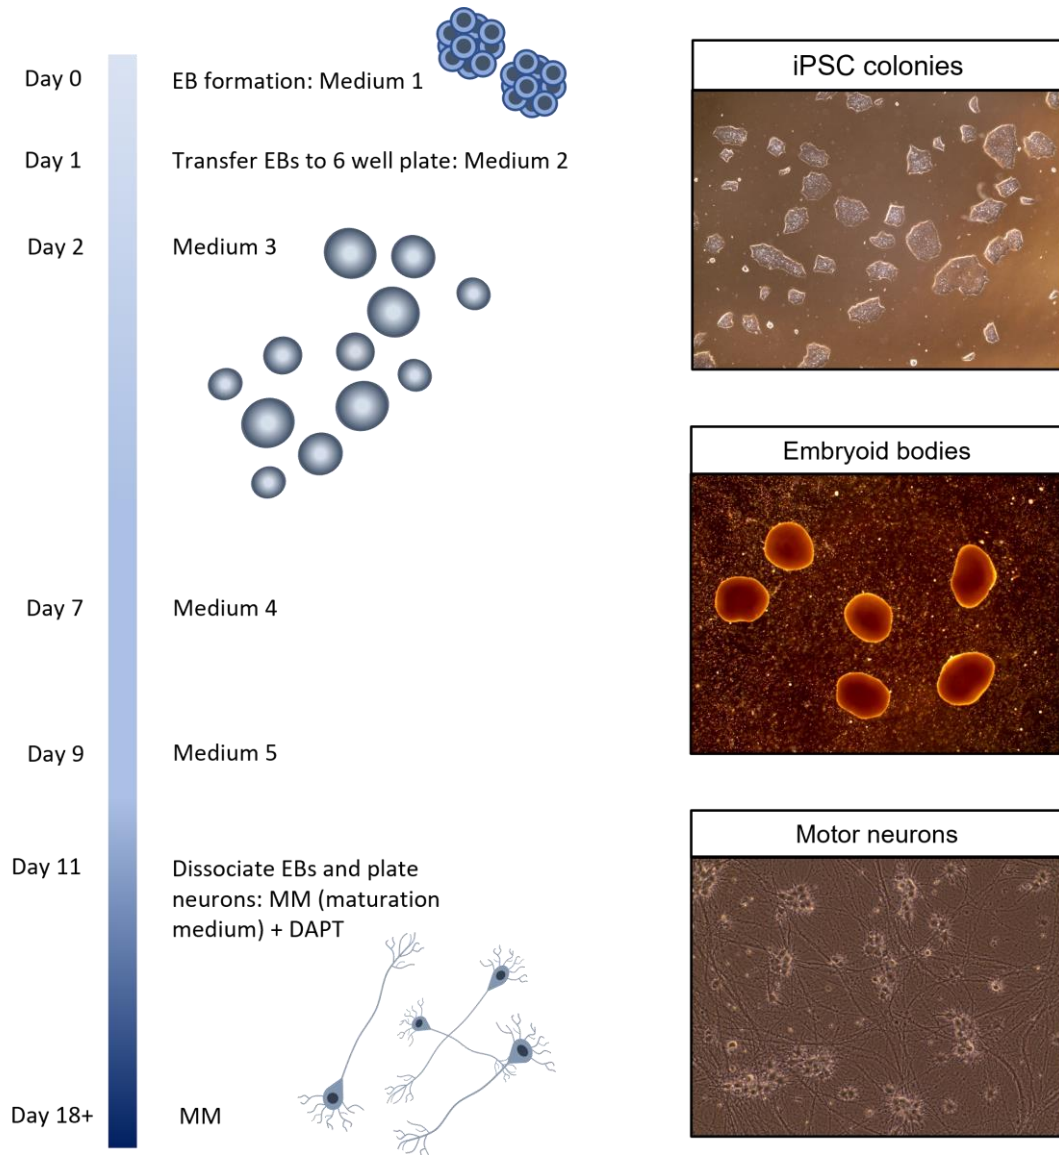 Day 0
EB formation: Medium 1
Day 1
Transfer EBs to 6 well plate: Medium 2
Day 2
Medium 3
Day 7
Medium 4
Day 9
Medium 5
Day 11
Dissociate EBs and plate
neurons: MM (maturation
medium) + DAPT
Day 18+
MM
iPSC colonies
Embryoid bodies
Motor neurons